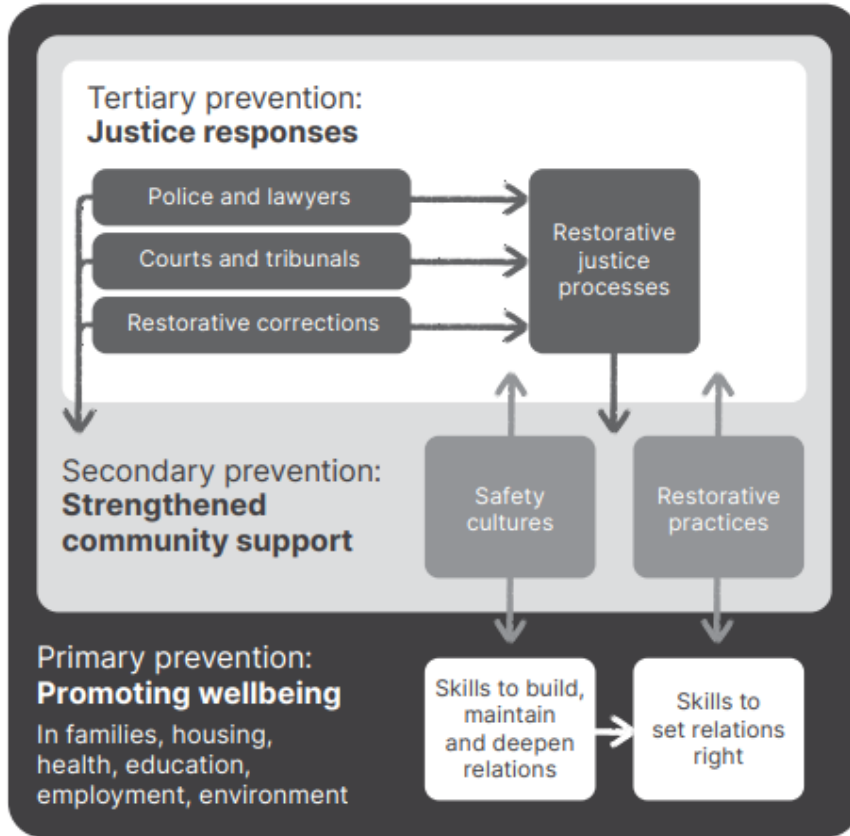 Tertiary prevention:
Justice responses
Police and lawyers
Courts and tribunals
Restorative corrections
Restorative
justice
processes
Secondary prevention:
Strengthened
community support
Safety
cultures
Restorative
practices
Primary prevention:
Promoting wellbeing
In families, housing,
health, education,
employment, environment
Skills to build,
maintain
and deepen
relations
Skills to
set relations
right